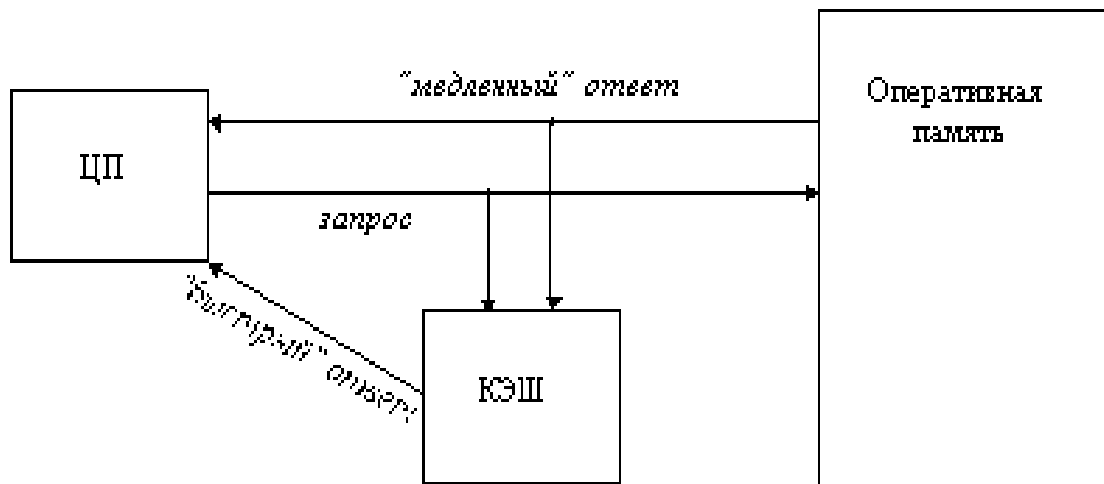 "медленный" ответ
Оперативная
память
ЦП
запрос
"быстрый" ответ
КЭШ